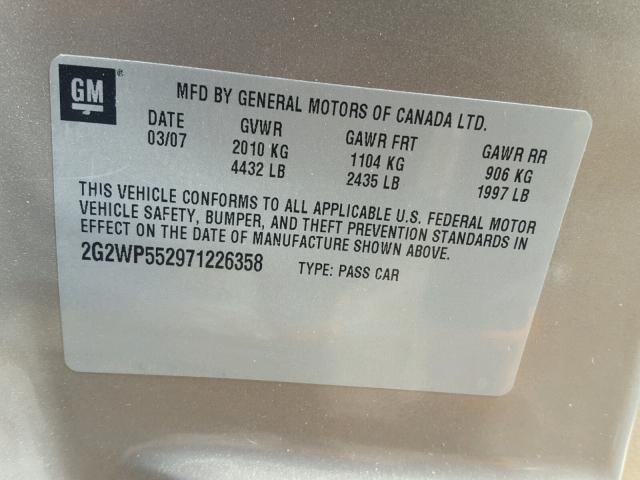 GM®
MFD BY GENERAL MOTORS OF CANADA LTD.
DATE GVWR GAWR FRT GAWR RR
03/07 2010 KG 1104 KG 906 KG
4432 LB 2435 LB 1997 LB
THIS VEHICLE CONFORMS TO ALL APPLICABLE U.S. FEDERAL MOTOR
VEHICLE SAFETY, BUMPER, AND THEFT PREVENTION STANDARDS IN
EFFECT ON THE DATE OF MANUFACTURE SHOWN ABOVE.
2G2WP552971226358 TYPE: PASS CAR